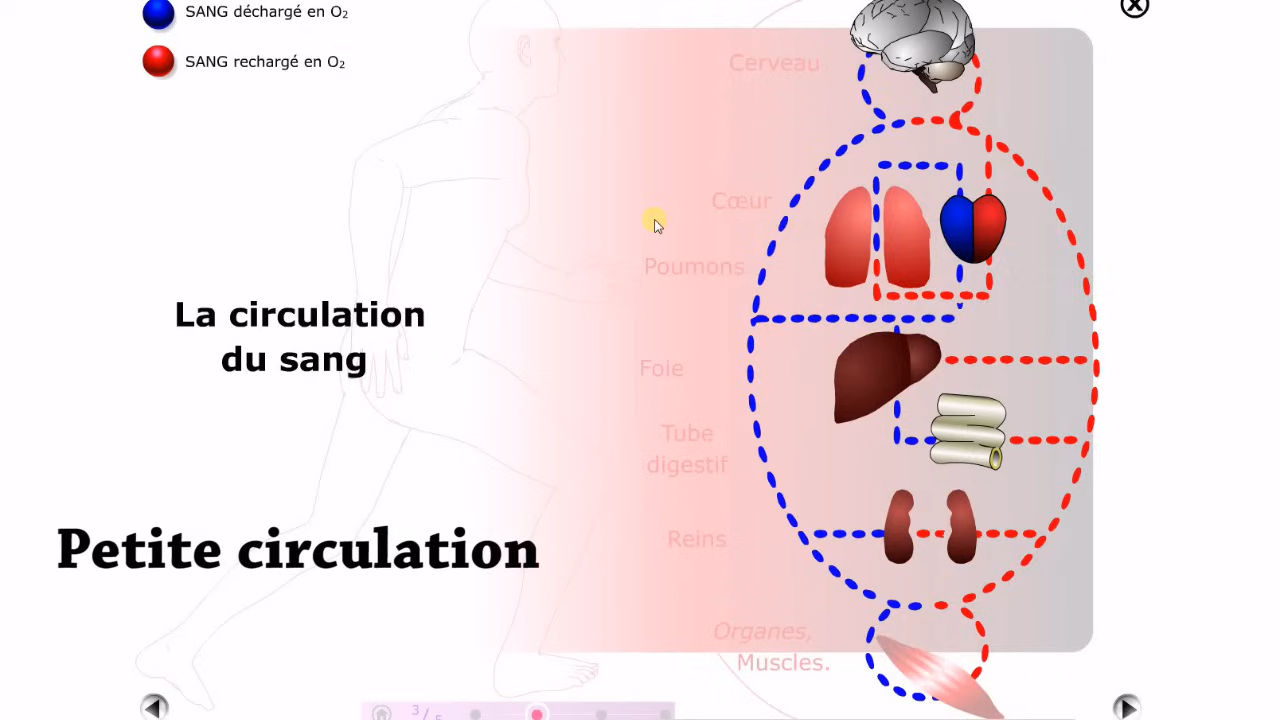 SANG déchargé en O₂
SANG rechargé en O₂
Cerveau
Cœur
Poumons
La circulation
du sang
Foie
Tube
digestif
Reins
Petite circulation
Organes,
Muscles.
3 / 5